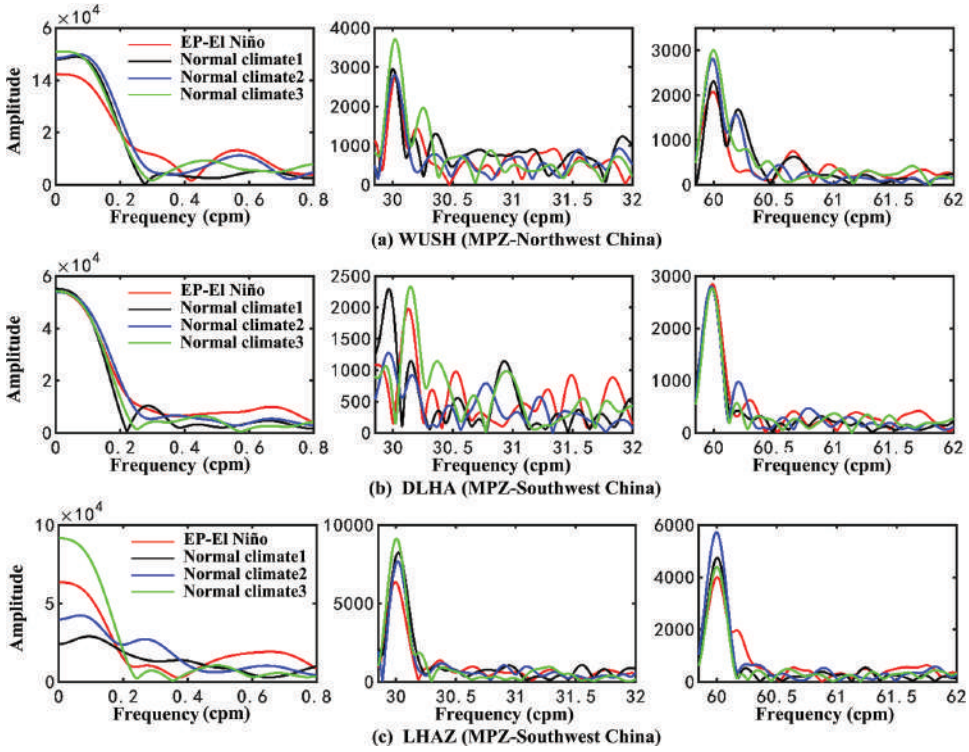 ×10⁴
6
14
2
0
Amplitude
EP-El Niño
Normal climate1
Normal climate2
Normal climate3
0 0.2 0.4 0.6 0.8
Frequency (cpm)
4000
3000
2000
1000
0
30 30.5 31 31.5 32
Frequency (cpm)
3000
2000
1000
0
60 60.5 61 61.5 62
Frequency (cpm)
(a) WUSH (MPZ-Northwest China)
×10⁴
6
4
2
0
Amplitude
EP-El Niño
Normal climate1
Normal climate2
Normal climate3
0 0.2 0.4 0.6 0.8
Frequency (cpm)
2500
2000
1500
1000
500
0
30 30.5 31 31.5 32
Frequency (cpm)
3000
2000
1000
0
60 60.5 61 61.5 62
Frequency (cpm)
(b) DLHA (MPZ-Southwest China)
×10⁴
10
5
0
Amplitude
EP-El Niño
Normal climate1
Normal climate2
Normal climate3
0 0.2 0.4 0.6 0.8
Frequency (cpm)
10000
5000
0
30 30.5 31 31.5 32
Frequency (cpm)
6000
4000
2000
0
60 60.5 61 61.5 62
Frequency (cpm)
(c) LHAZ (MPZ-Southwest China)